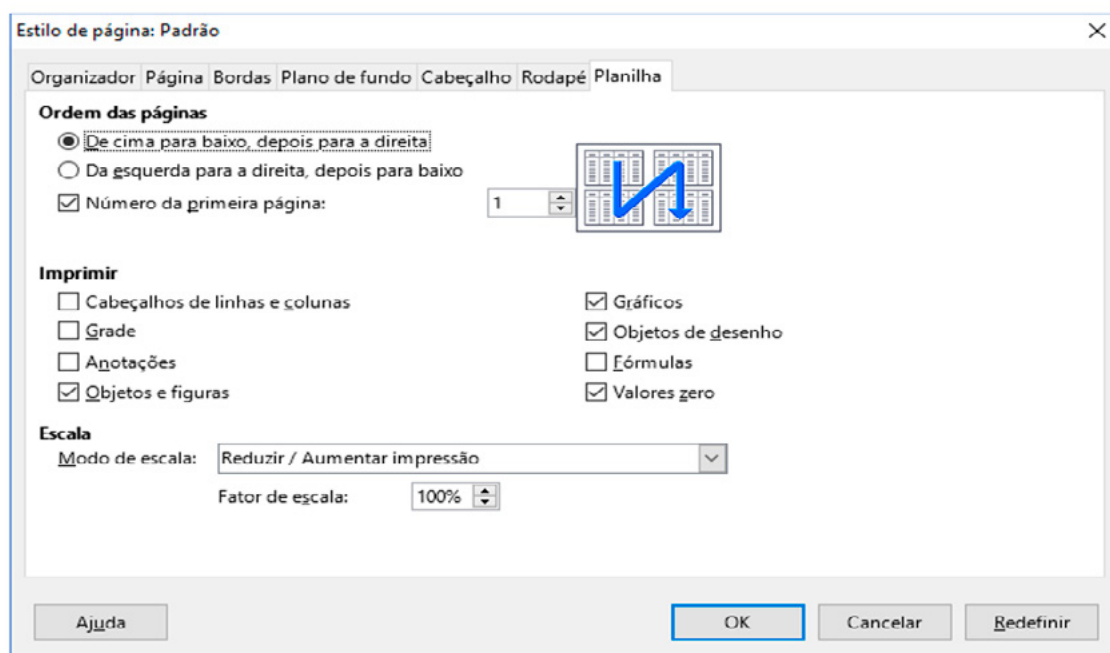 Estilo de página: Padrão
Organizador Página Bordas Plano de fundo Cabeçalho Rodapé Planilha
Ordem das páginas
De cima para baixo, depois para a direita
Da esquerda para a direita, depois para baixo
Número da primeira página: 1
Imprimir
Cabeçalhos de linhas e colunas Gráficos
Grade Objetos de desenho
Anotações Fórmulas
Objetos e figuras Valores zero
Escala
Modo de escala: Reduzir / Aumentar impressão
Fator de escala: 100%
Ajuda OK Cancelar Redefinir